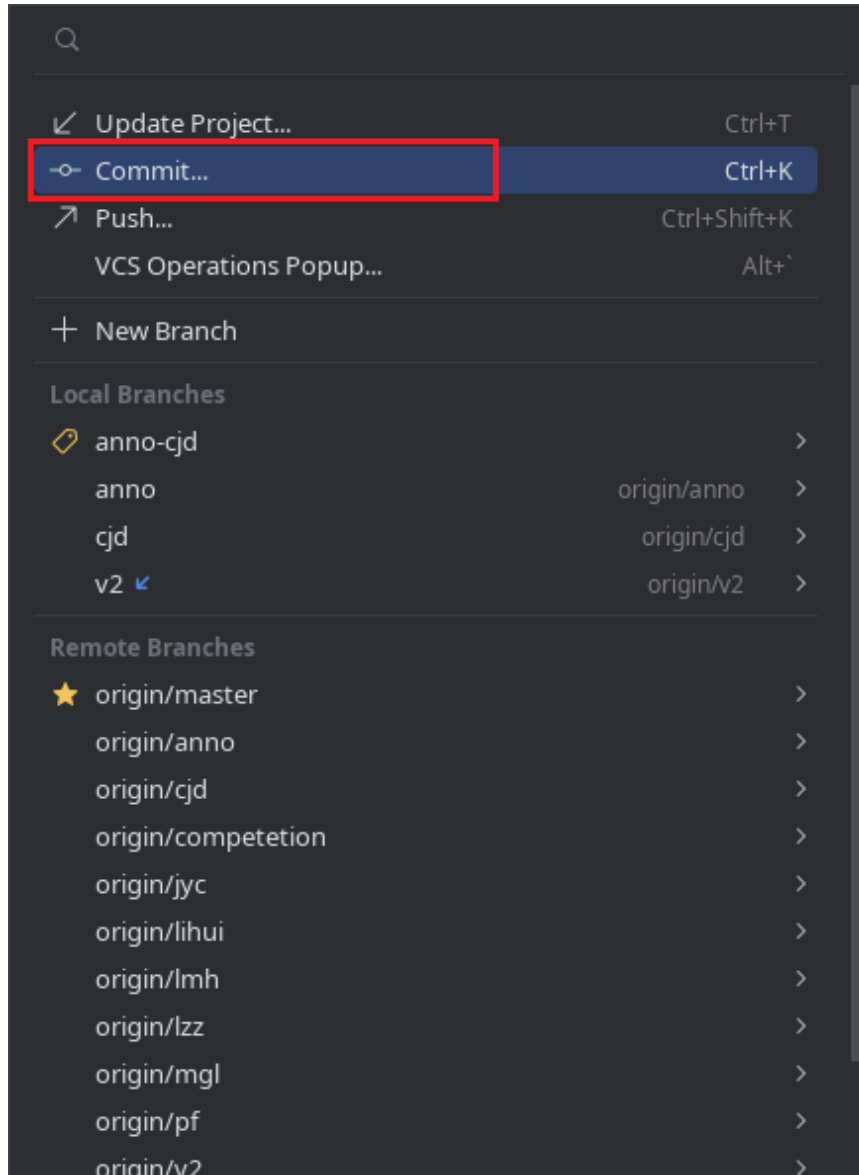 Update Project... Ctrl+T
Commit... Ctrl+K
Push... Ctrl+Shift+K
VCS Operations Popup... Alt+`
New Branch
Local Branches
anno-cjd
anno origin/anno
cjd origin/cjd
v2 origin/v2
Remote Branches
origin/master
origin/anno
origin/cjd
origin/competetion
origin/jyc
origin/lihui
origin/lmh
origin/lzz
origin/mgl
origin/pf
origin/v2